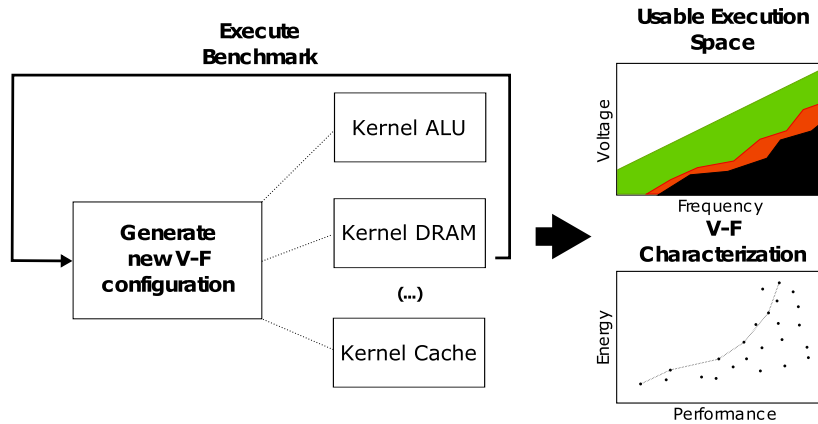 Execute
Benchmark
Generate
new V-F
configuration
Kernel ALU
Kernel DRAM
(...)
Kernel Cache
Usable Execution
Space
Voltage
Frequency
V-F
Characterization
Energy
Performance